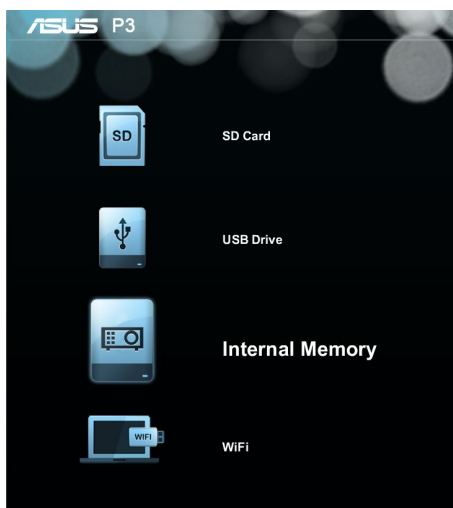 ASUS P3
SD
SD Card
USB Drive
Internal Memory
WIFI
WiFi